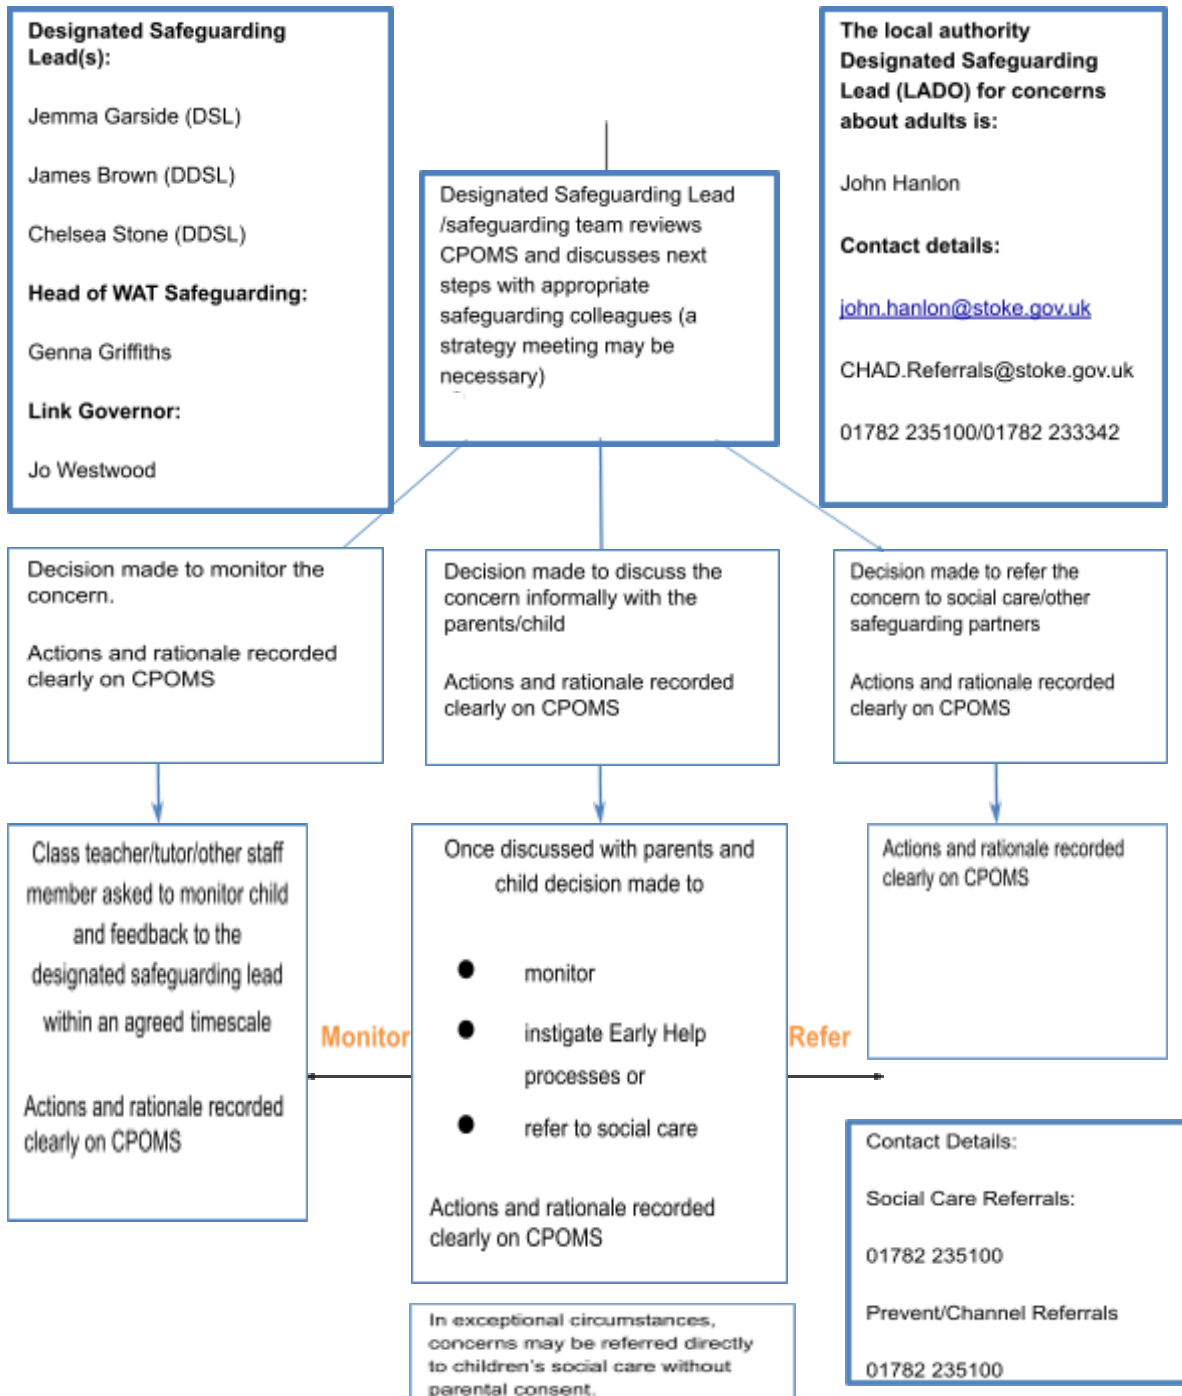 Designated Safeguarding
Lead(s):
Jemma Garside (DSL)
James Brown (DDSL)
Chelsea Stone (DDSL)
Head of WAT Safeguarding:
Genna Griffiths
Link Governor:
Jo Westwood
Designated Safeguarding Lead
/safeguarding team reviews
CPOMS and discusses next
steps with appropriate
safeguarding colleagues (a
strategy meeting may be
necessary)
The local authority
Designated Safeguarding
Lead (LADO) for concerns
about adults is:
John Hanlon
Contact details:
john.hanlon@stoke.gov.uk
CHAD.Referrals@stoke.gov.uk
01782 235100/01782 233342
Decision made to monitor the
concern.
Actions and rationale recorded
clearly on CPOMS
Decision made to discuss the
concern informally with the
parents/child
Actions and rationale recorded
clearly on CPOMS
Decision made to refer the
concern to social care/other
safeguarding partners
Actions and rationale recorded
clearly on CPOMS
Class teacher/tutor/other staff
member asked to monitor child
and feedback to the
designated safeguarding lead
within an agreed timescale
Actions and rationale recorded
clearly on CPOMS
Monitor
Once discussed with parents and
child decision made to
● monitor
● instigate Early Help
processes or
● refer to social care
Actions and rationale recorded
clearly on CPOMS
Refer
Actions and rationale recorded
clearly on CPOMS
Contact Details:
Social Care Referrals:
01782 235100
Prevent/Channel Referrals
01782 235100
In exceptional circumstances,
concerns may be referred directly
to children's social care without
parental consent.